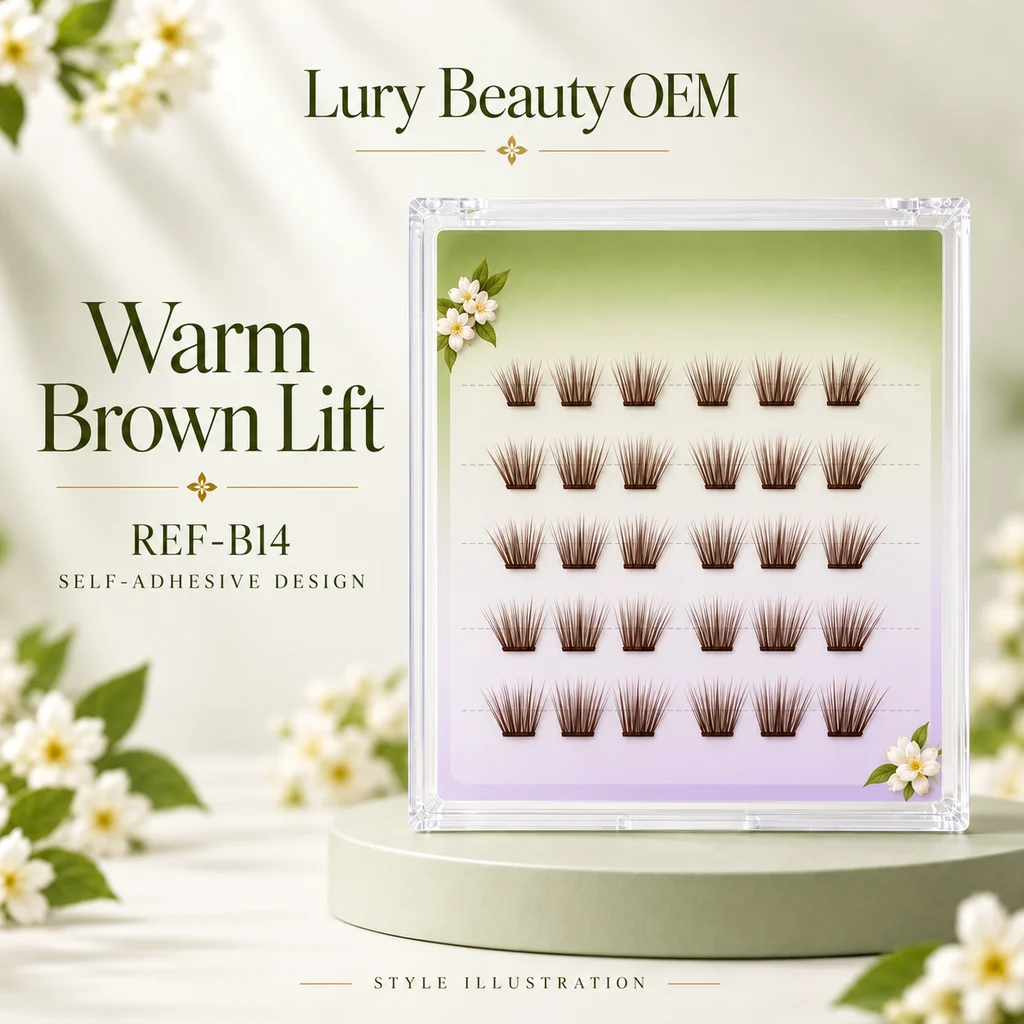 Lury Beauty OEM
Warm
Brown Lift
REF-B14
SELF-ADHESIVE DESIGN
STYLE ILLUSTRATION